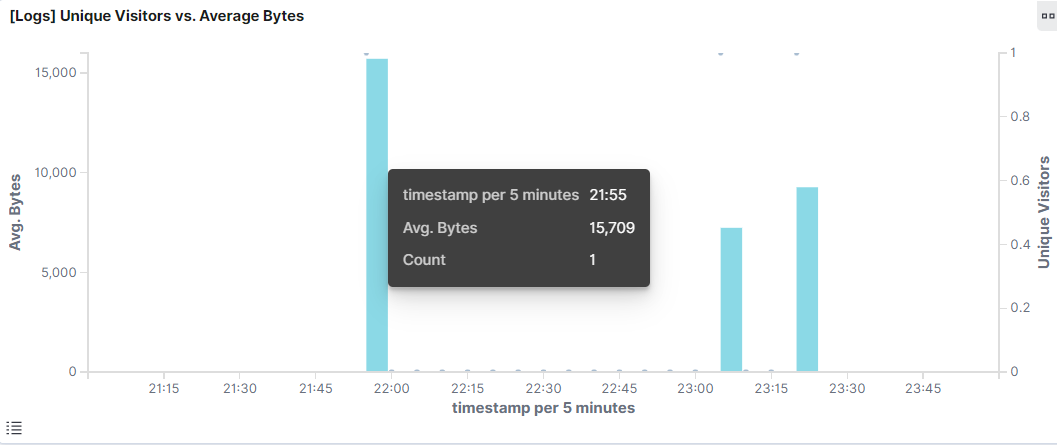 [Logs] Unique Visitors vs. Average Bytes
15,000
10,000
5,000
0
Avg. Bytes
1
0.8
0.6
0.4
0.2
0
Unique Visitors
timestamp per 5 minutes 21:55
Avg. Bytes 15,709
Count 1
21:15 21:30 21:45 22:00 22:15 22:30 22:45 23:00 23:15 23:30 23:45
timestamp per 5 minutes